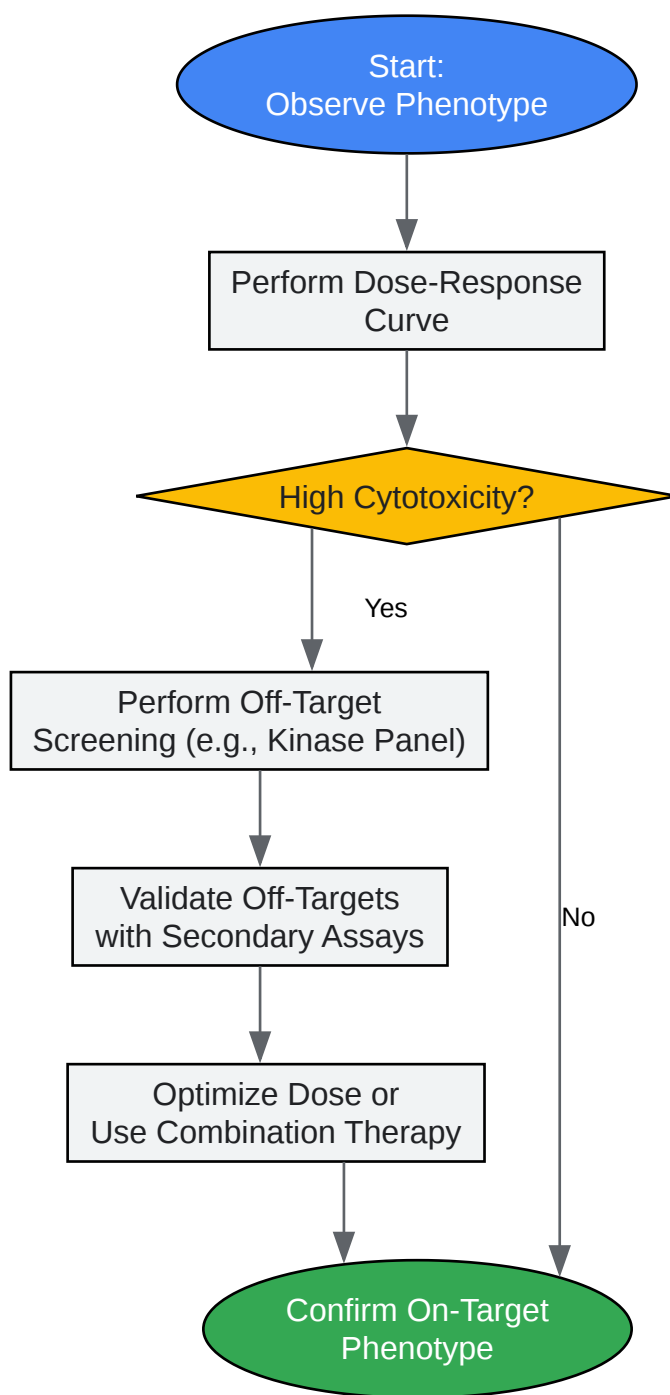 Start:
Observe Phenotype
Perform Dose-Response
Curve
High Cytotoxicity?
Yes
Perform Off-Target
Screening (e.g., Kinase Panel)
Validate Off-Targets
with Secondary Assays
No
Optimize Dose or
Use Combination Therapy
Confirm On-Target
Phenotype